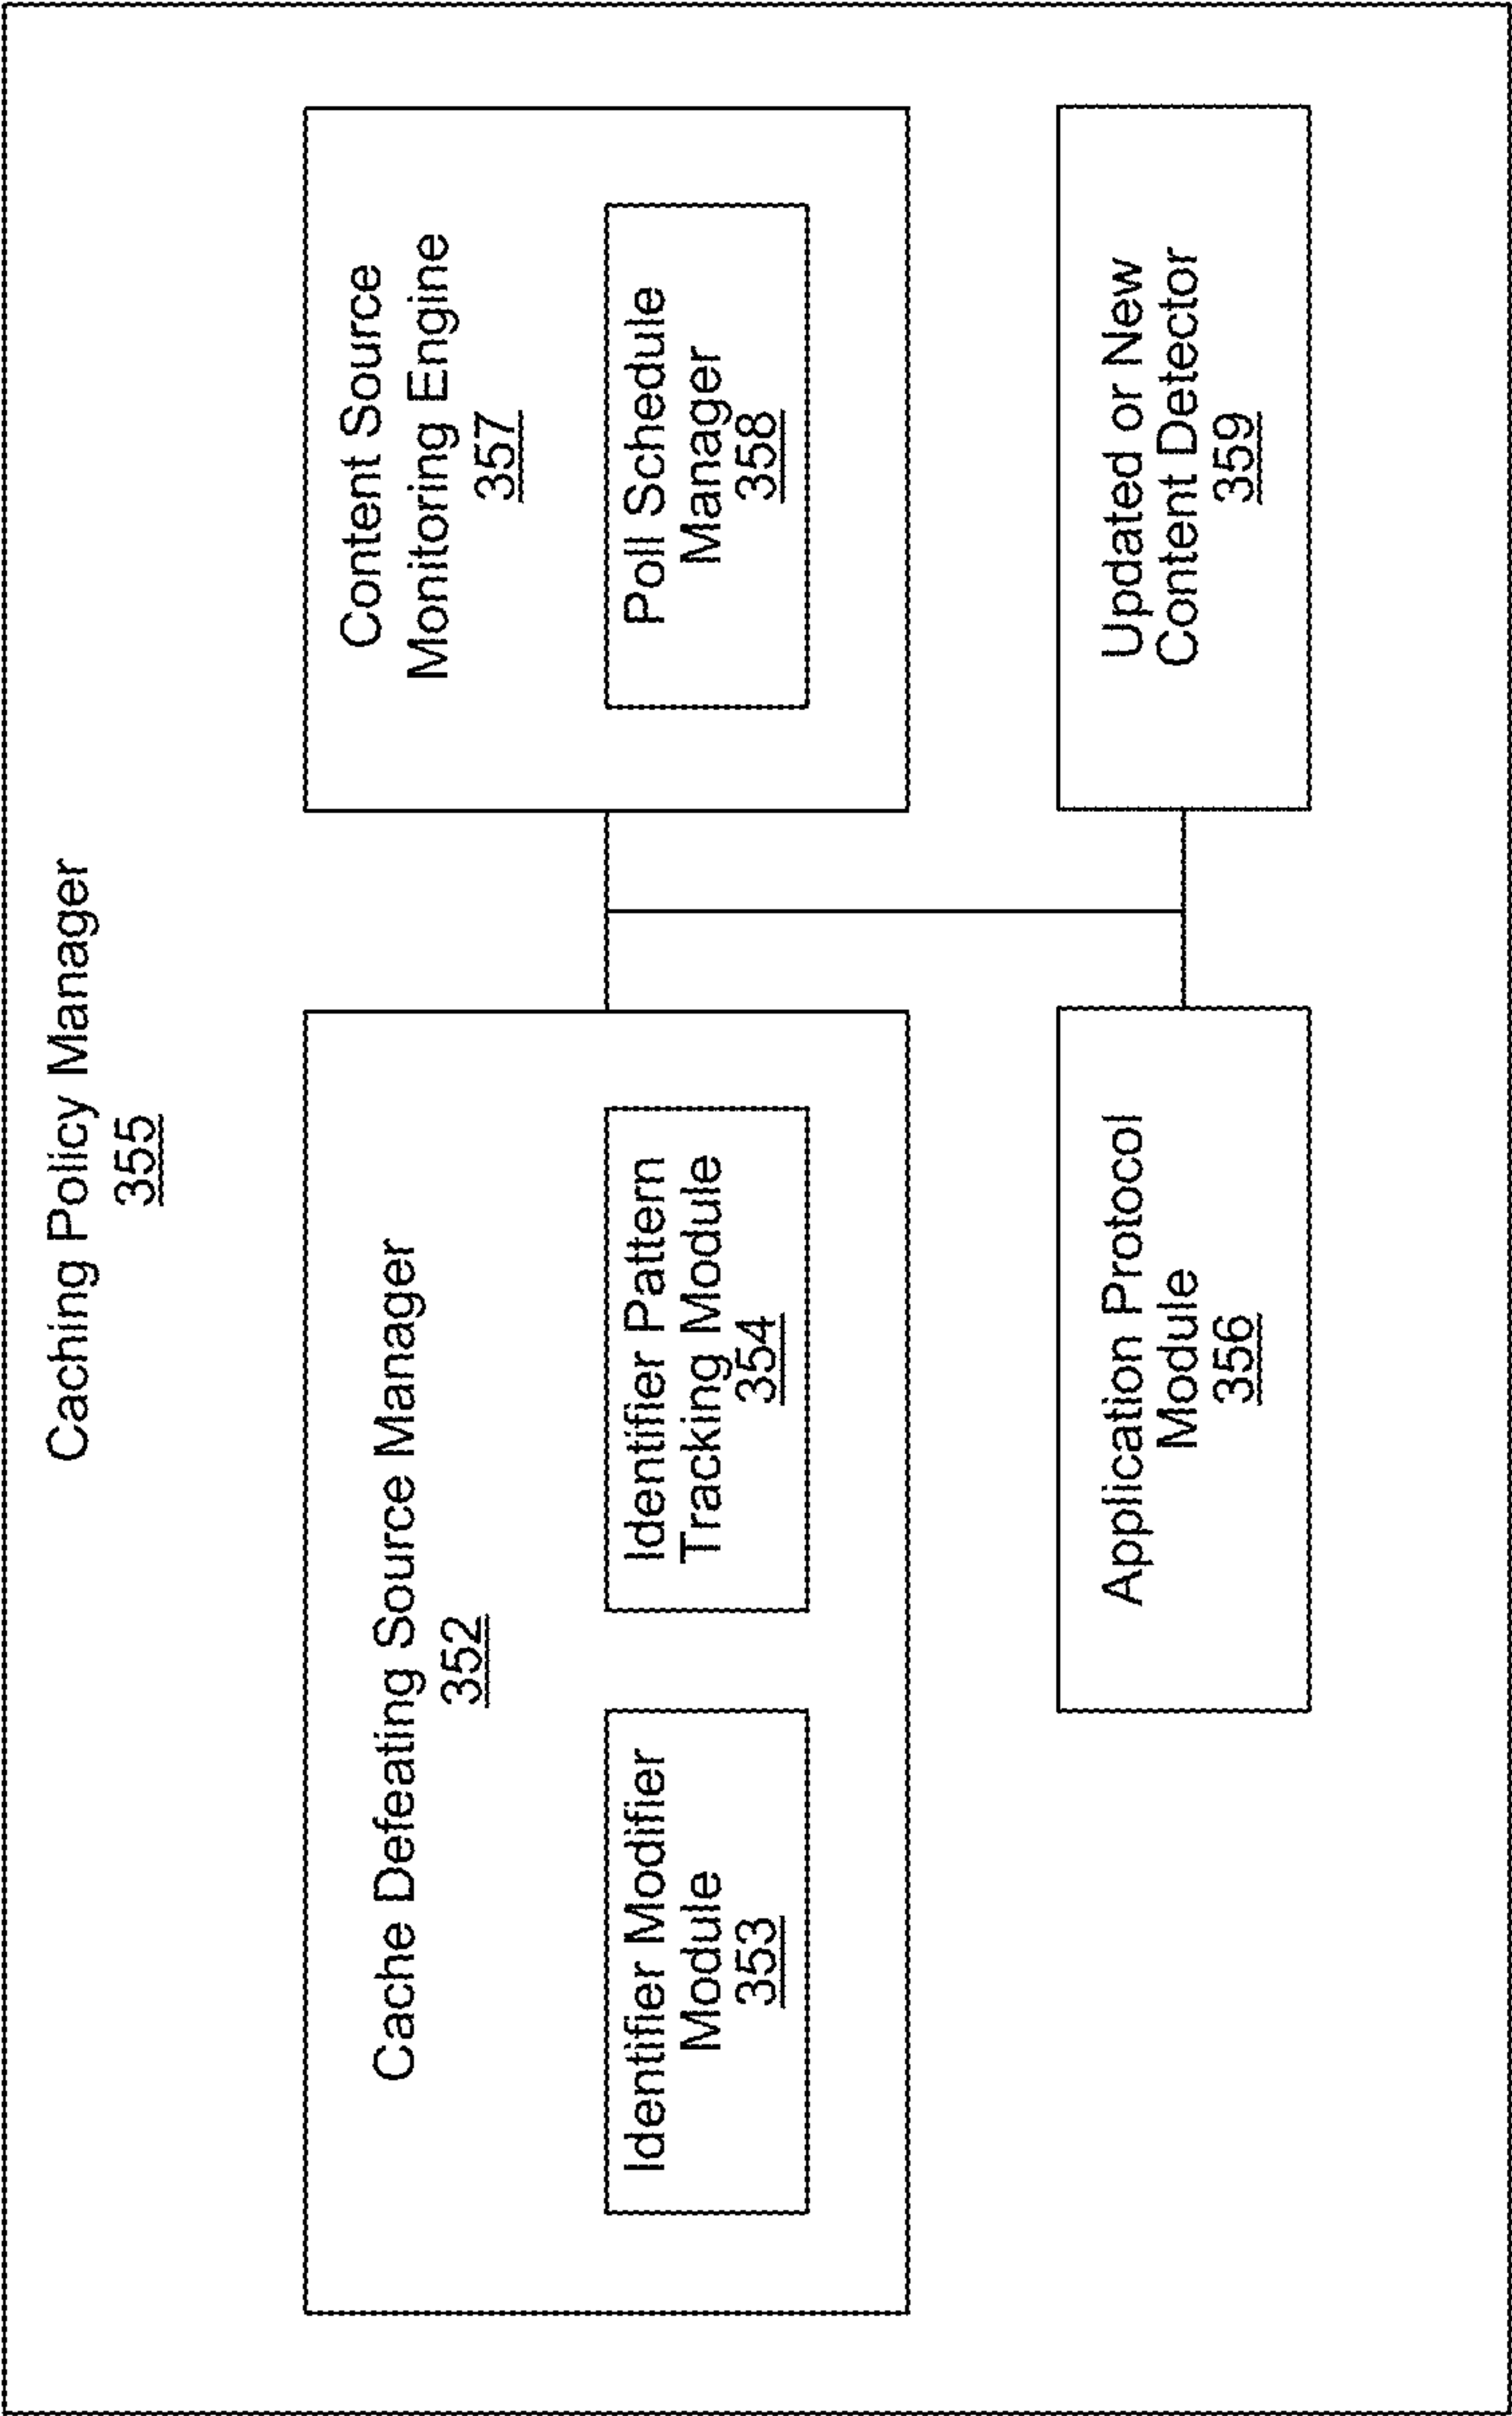 Caching Policy Manager
355
Cache Defeating Source Manager
352
Identifier Modifier
Module
353
Identifier Pattern
Tracking Module
354
Content Source
Monitoring Engine
357
Poll Schedule
Manager
358
Application Protocol
Module
356
Updated or New
Content Detector
359